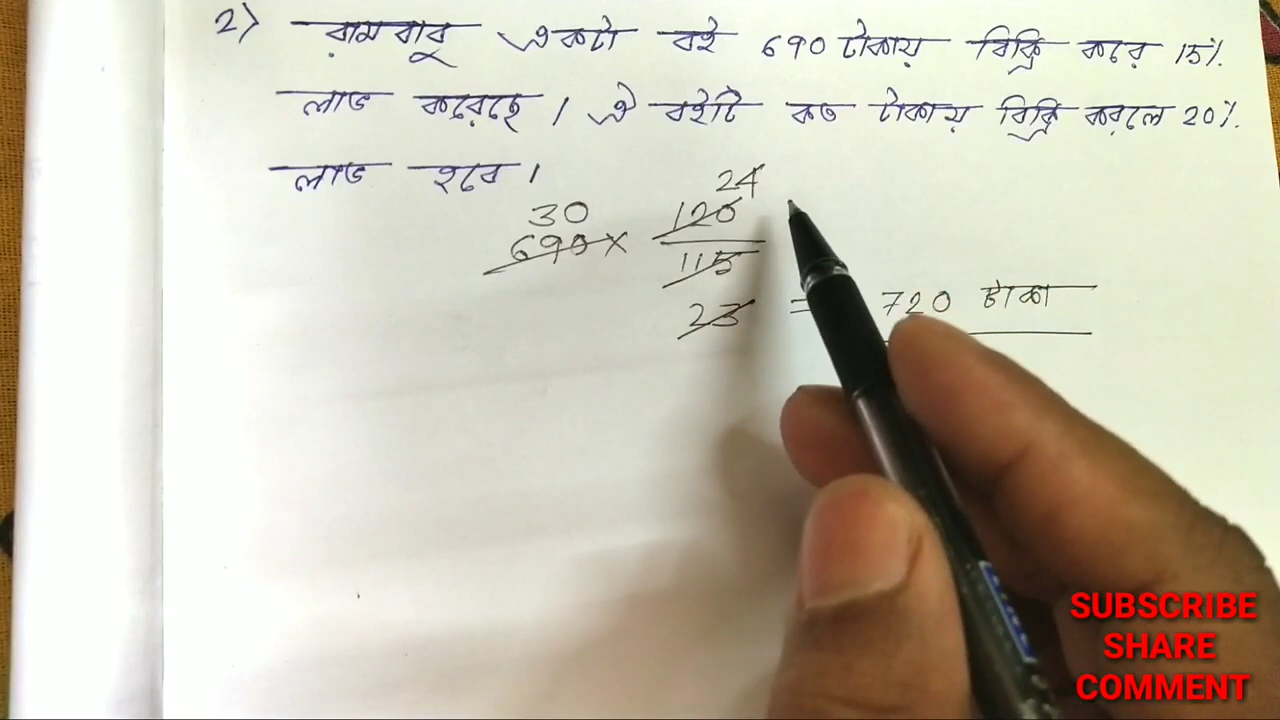 2) রামবাবু একটা বই 690 টাকায় বিক্রি করে 15%
লাভ করেছে। ঐ বইটি কত টাকায় বিক্রি করলে 20%
লাভ হবে।
24
30 120
690 ×
115
23 = 720 টাকা
SUBSCRIBE
SHARE
COMMENT